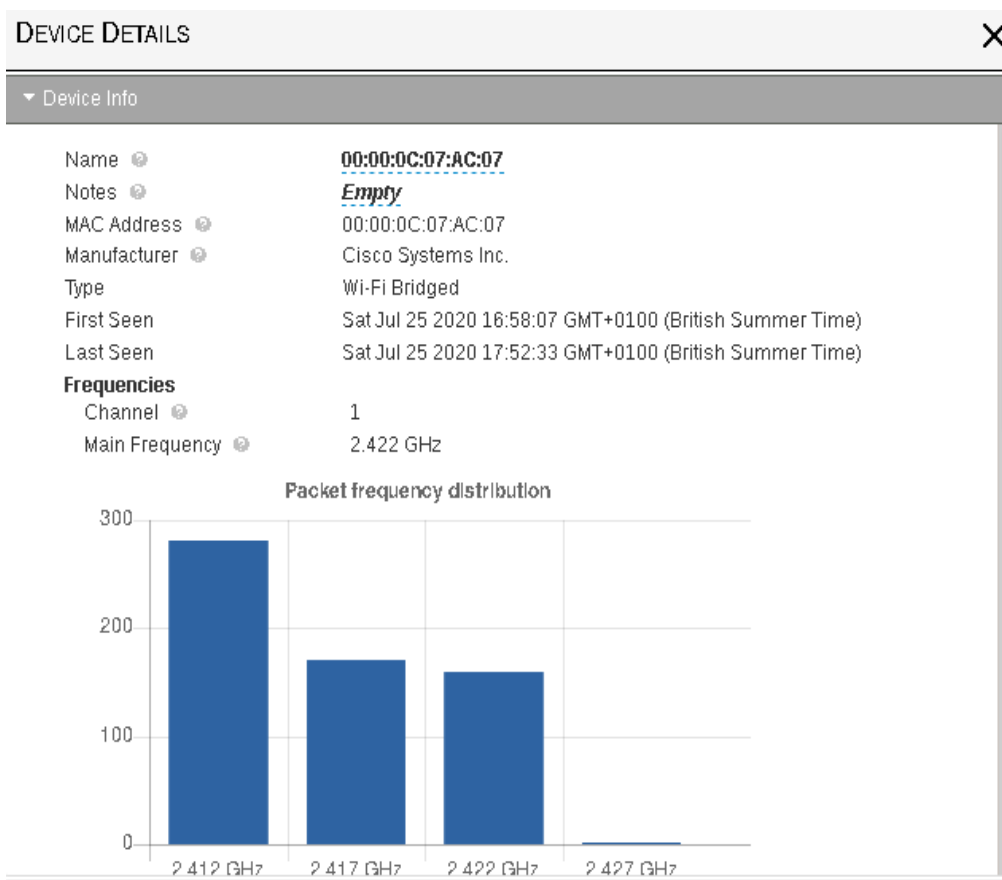 DEVICE DETAILS
Device Info
Name 00:00:0C:07:AC:07
Notes Empty
MAC Address 00:00:0C:07:AC:07
Manufacturer Cisco Systems Inc.
Type Wi-Fi Bridged
First Seen Sat Jul 25 2020 16:58:07 GMT+0100 (British Summer Time)
Last Seen Sat Jul 25 2020 17:52:33 GMT+0100 (British Summer Time)
Frequencies
Channel 1
Main Frequency 2.422 GHz
Packet frequency distribution
300
200
100
0
2.412 GHz 2.417 GHz 2.422 GHz 2.427 GHz